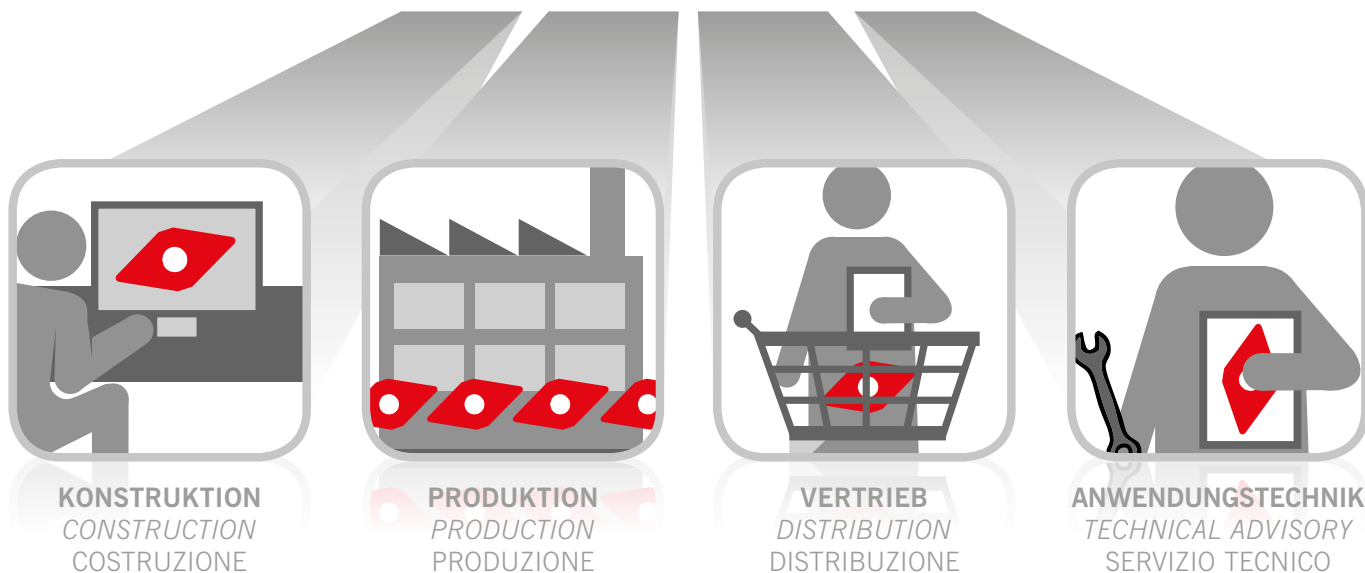 KONSTRUKTION
CONSTRUCTION
COSTRUZIONE
PRODUKTION
PRODUCTION
PRODUZIONE
VERTRIEB
DISTRIBUTION
DISTRIBUZIONE
ANWENDUNGSTECHNIK
TECHNICAL ADVISORY
SERVIZIO TECNICO